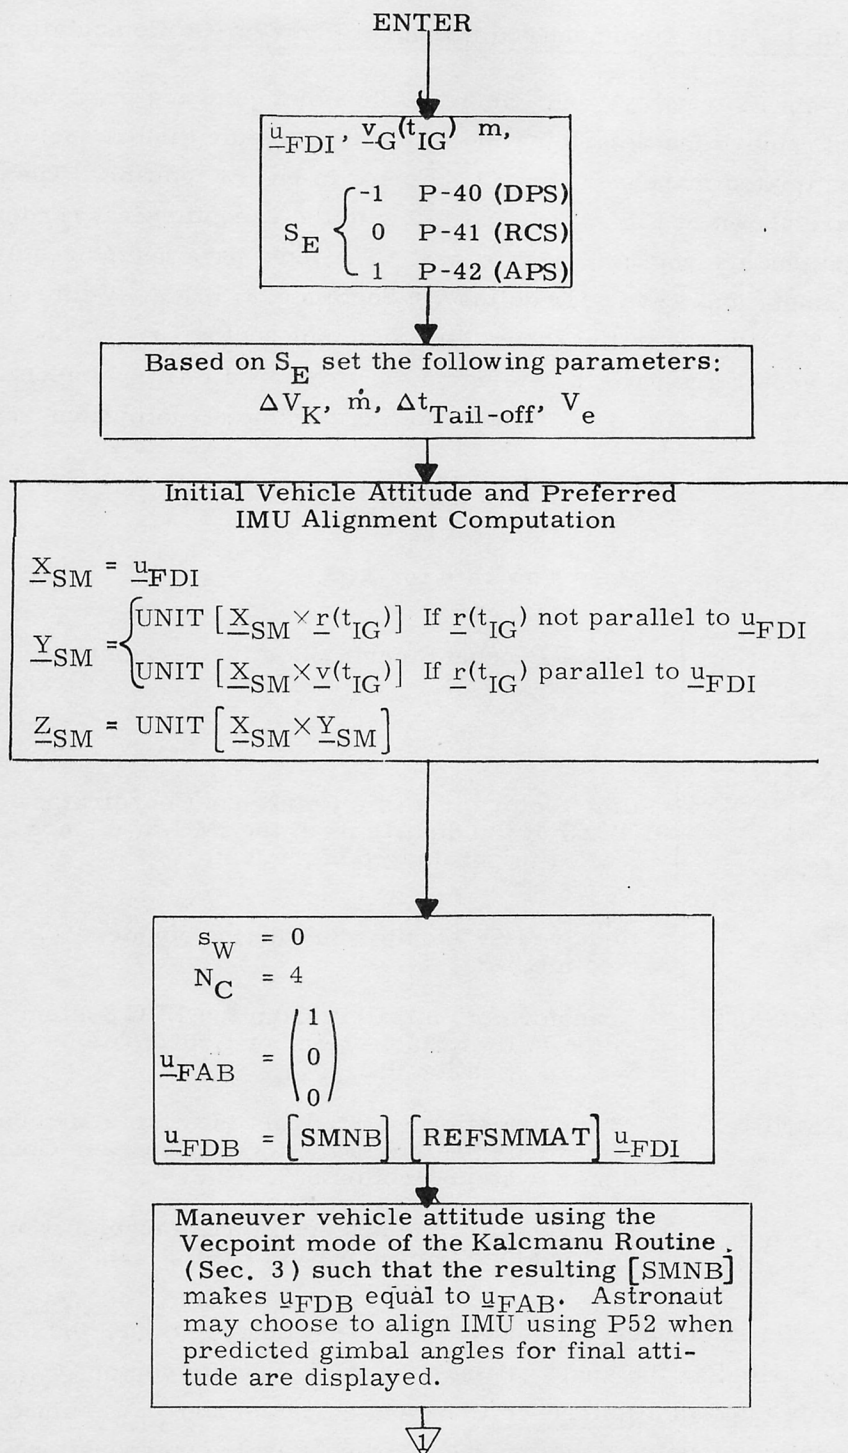 ENTER
u_FDI, v_G(t_IG) m,
-1 P-40 (DPS)
S_E { 0 P-41 (RCS)
1 P-42 (APS)
Based on S_E set the following parameters:
ΔV_K, ṁ, Δt_Tail-off, V_e
Initial Vehicle Attitude and Preferred
IMU Alignment Computation
X_SM = u_FDI
UNIT [X_SM × r(t_IG)] If r(t_IG) not parallel to u_FDI
Y_SM = {
UNIT [X_SM × v(t_IG)] If r(t_IG) parallel to u_FDI
Z_SM = UNIT [X_SM × Y_SM]
s_W = 0
N_C = 4
1
u_FAB = ( 0 )
0
u_FDB = [SMNB] [REFSMMAT] u_FDI
Maneuver vehicle attitude using the
Vecpoint mode of the Kalcmanu Routine
(Sec. 3) such that the resulting [SMNB]
makes u_FDB equal to u_FAB. Astronaut
may choose to align IMU using P52 when
predicted gimbal angles for final atti-
tude are displayed.
1